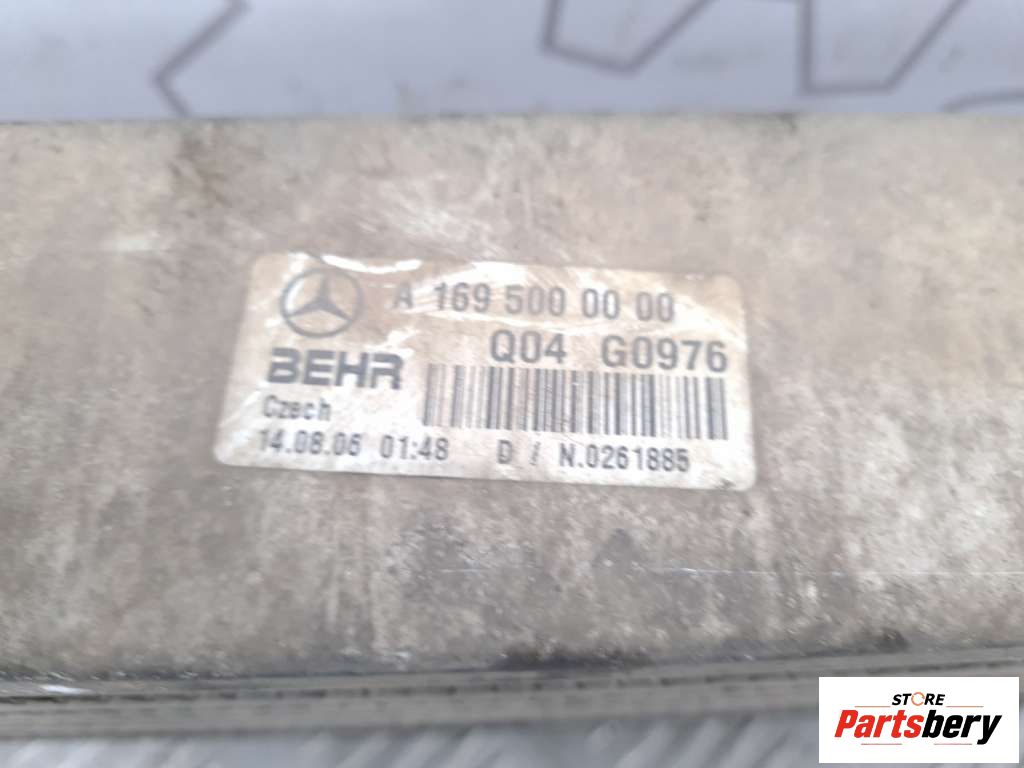 A 169 500 00 00
Q04 G0976
BEHR
Czech
14.08.06 01:48 D / N.0261885
STORE
Partsbery